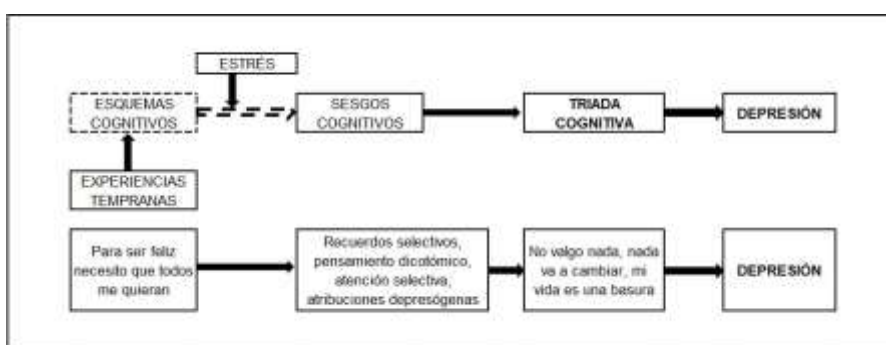 ESTRÉS
ESQUEMAS
COGNITIVOS
SESGOS
COGNITIVOS
TRIADA
COGNITIVA
DEPRESIÓN
EXPERIENCIAS
TEMPRANAS
Para ser feliz
necesito que todos
me quieran
Recuerdos selectivos,
pensamiento dicotómico,
atención selectiva,
atribuciones depresógenas
No valgo nada, nada
va a cambiar, mi
vida es una basura
DEPRESIÓN